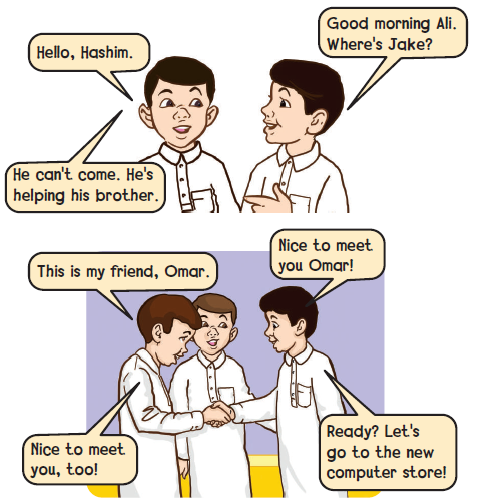 Hello, Hashim.
Good morning Ali.
Where's Jake?
He can't come. He's
helping his brother.
This is my friend, Omar.
Nice to meet
you Omar!
Nice to meet
you, too!
Ready? Let's
go to the new
computer store!